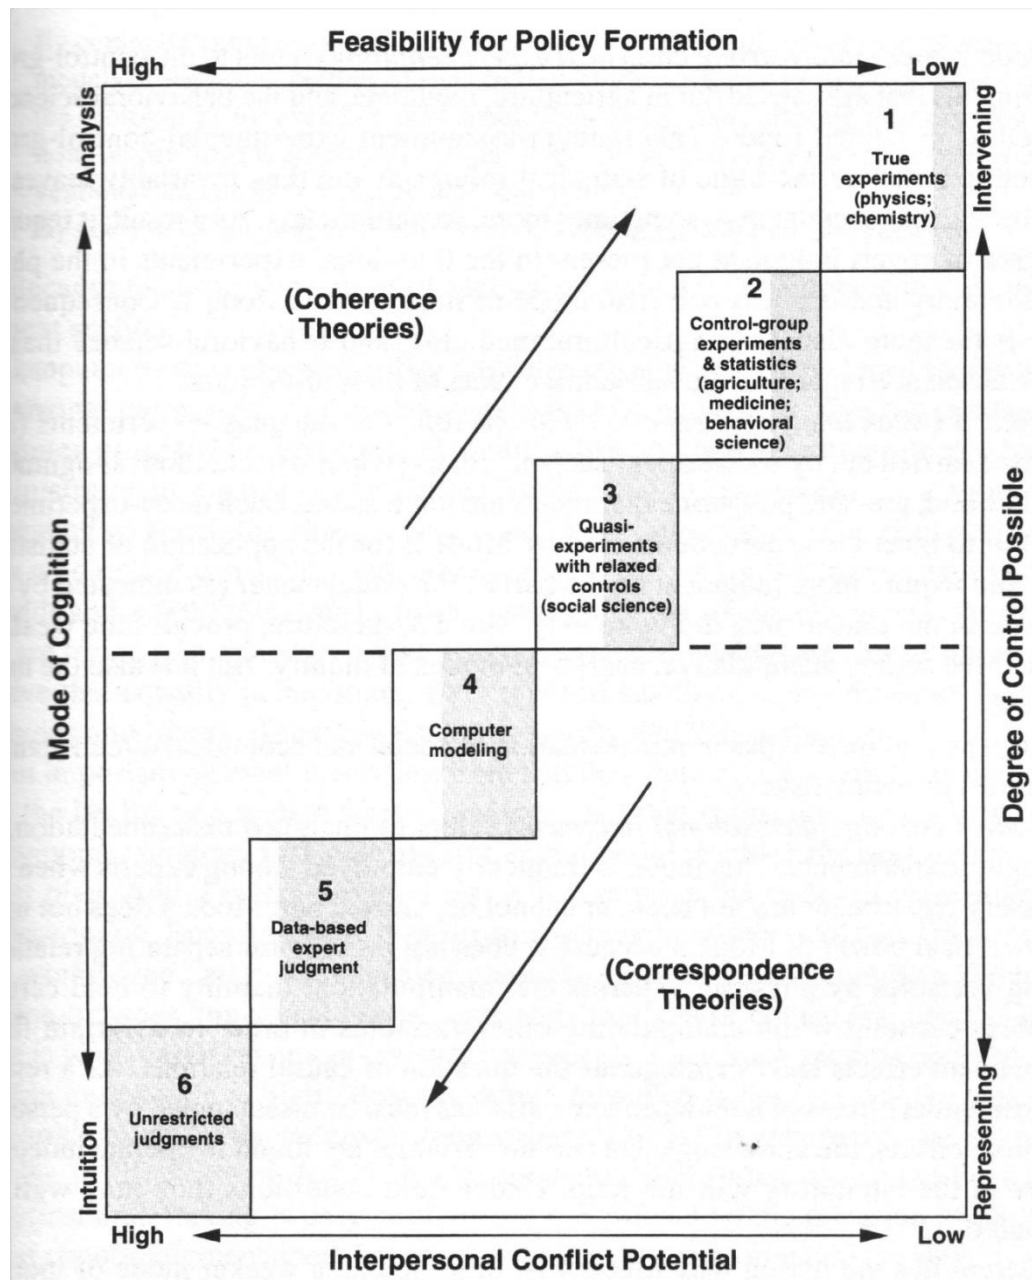 Feasibility for Policy Formation
High
Low
Analysis
Intervening
1
True
experiments
(physics;
chemistry)
2
Control-group
experiments
& statistics
(agriculture;
medicine;
behavioral
science)
(Coherence
Theories)
3
Quasi-
experiments
with relaxed
controls
(social science)
Mode of Cognition
Degree of Control Possible
4
Computer
modeling
5
Data-based
expert
judgment
(Correspondence
Theories)
6
Unrestricted
judgments
Intuition
Representing
High
Low
Interpersonal Conflict Potential